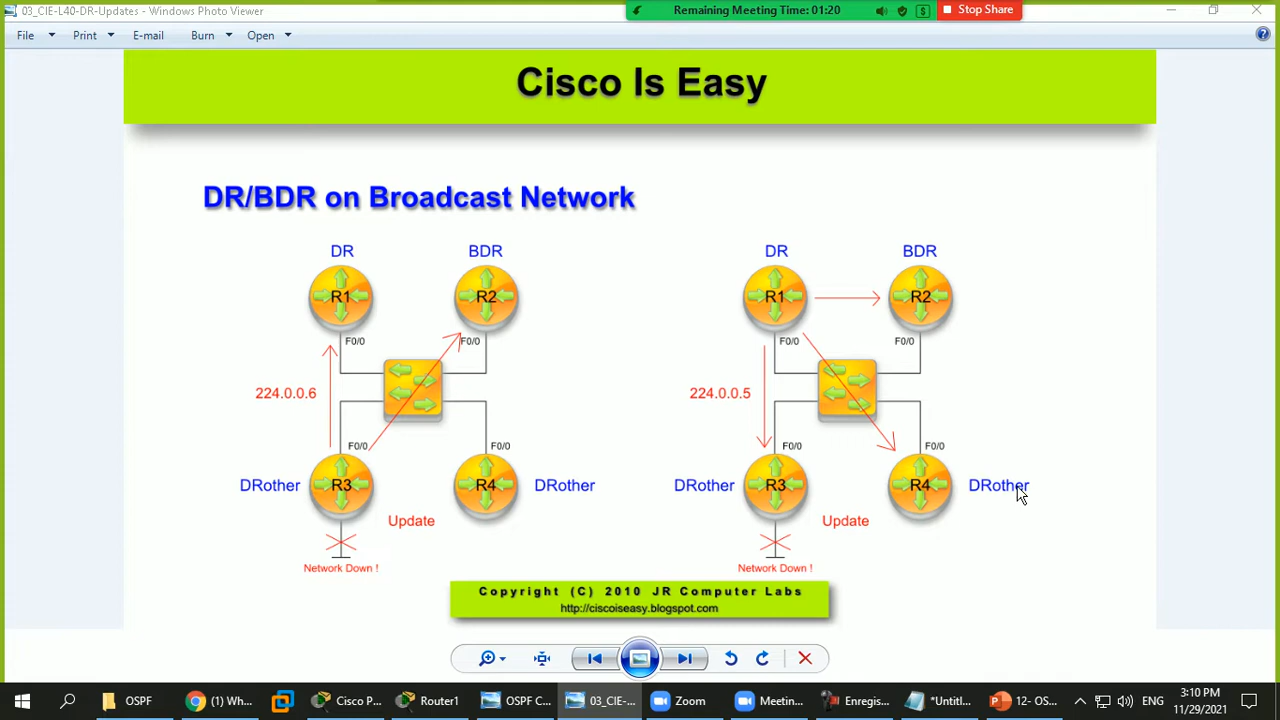 03_CIE-L40-DR-Updates - Windows Photo Viewer
Remaining Meeting Time: 01:20
$
Stop Share
File Print E-mail Burn Open
?
Cisco Is Easy
DR/BDR on Broadcast Network
DR BDR DR BDR
R1 R2 R1 R2
F0/0 F0/0 F0/0 F0/0
224.0.0.6 224.0.0.5
F0/0 F0/0 F0/0 F0/0
DRother R3 R4 DRother DRother R3 R4 DRother
Update Update
Network Down ! Network Down !
Copyright (C) 2010 JR Computer Labs
http://ciscoiseasy.blogspot.com
OSPF (1) Wh... Cisco P... Router1 OSPF C... 03_CIE-... Zoom Meetin... Enregis... *Untitl... 12- OS... ENG 3:10 PM
11/29/2021